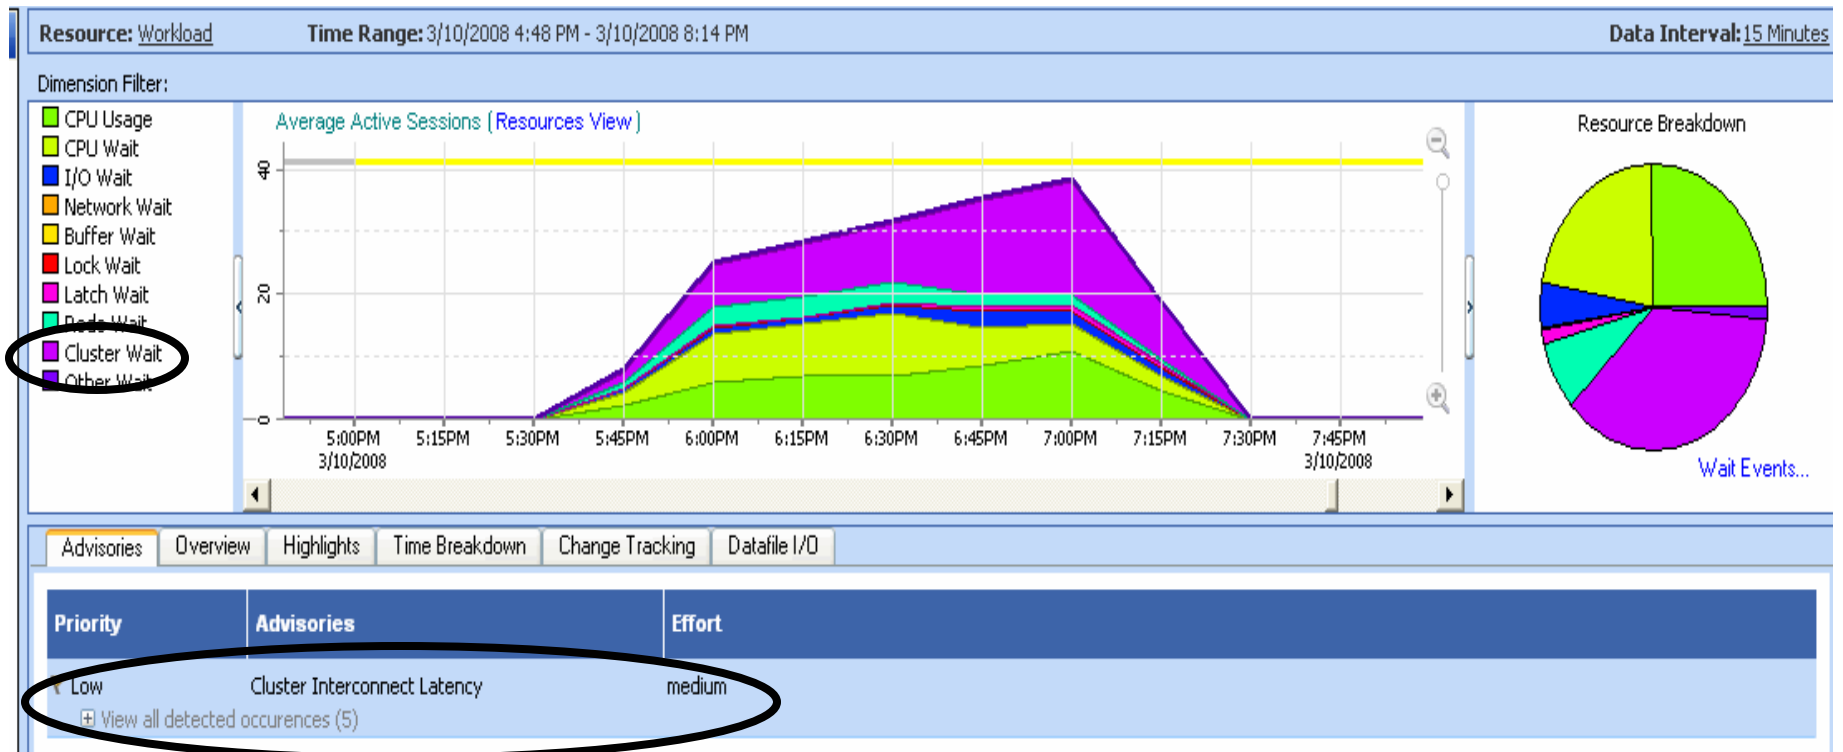 Resource: Workload Time Range: 3/10/2008 4:48 PM - 3/10/2008 8:14 PM Data Interval: 15 Minutes
Dimension Filter:
CPU Usage
CPU Wait
I/O Wait
Network Wait
Buffer Wait
Lock Wait
Latch Wait
Redo Wait
Cluster Wait
Other Wait
Average Active Sessions (Resources View)
40
20
0
5:00PM 5:15PM 5:30PM 5:45PM 6:00PM 6:15PM 6:30PM 6:45PM 7:00PM 7:15PM 7:30PM 7:45PM
3/10/2008 3/10/2008
Resource Breakdown
Wait Events...
Advisories Overview Highlights Time Breakdown Change Tracking Datafile I/O
Priority Advisories Effort
Low Cluster Interconnect Latency medium
View all detected occurences (5)